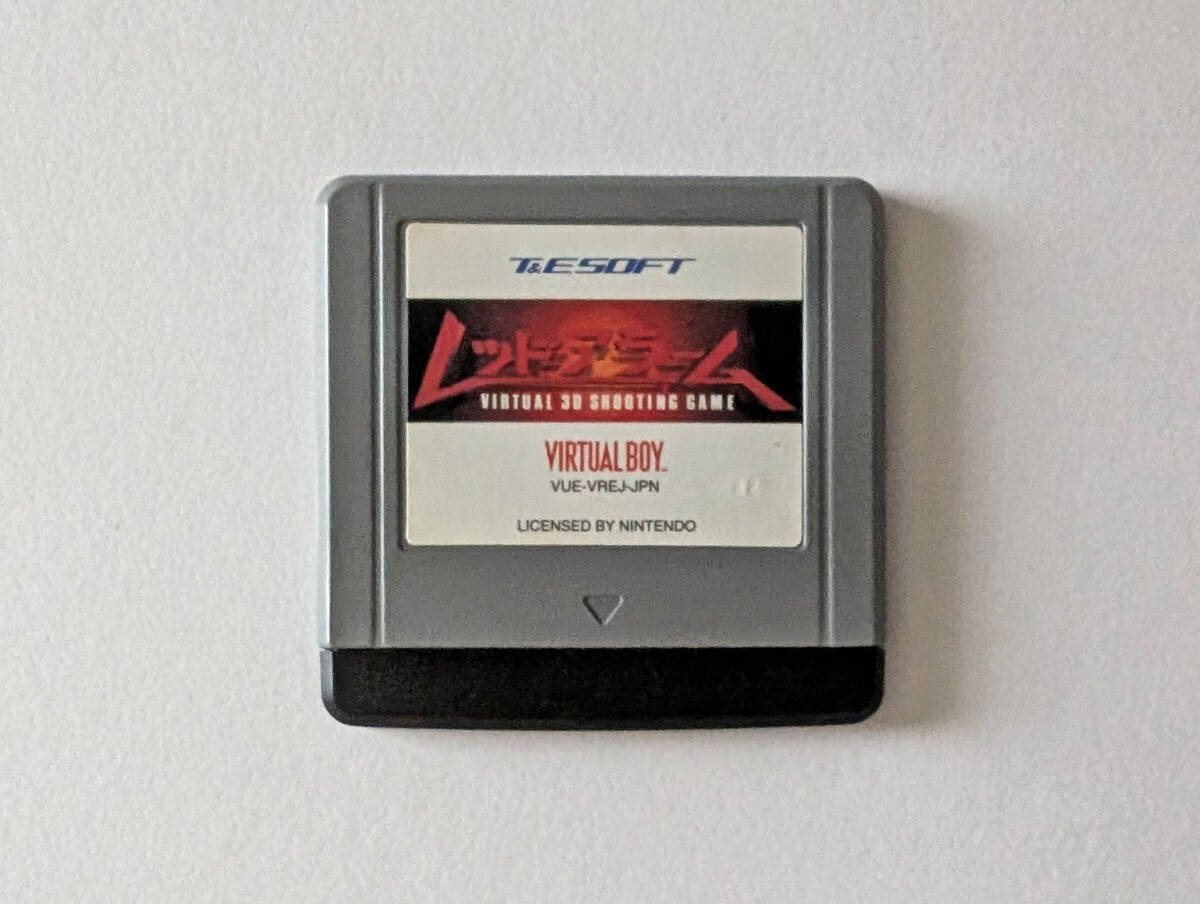 T&ESOFT
レッドアラーム
VIRTUAL 3D SHOOTING GAME
VIRTUAL BOY
VUE-VREJ-JPN
LICENSED BY NINTENDO